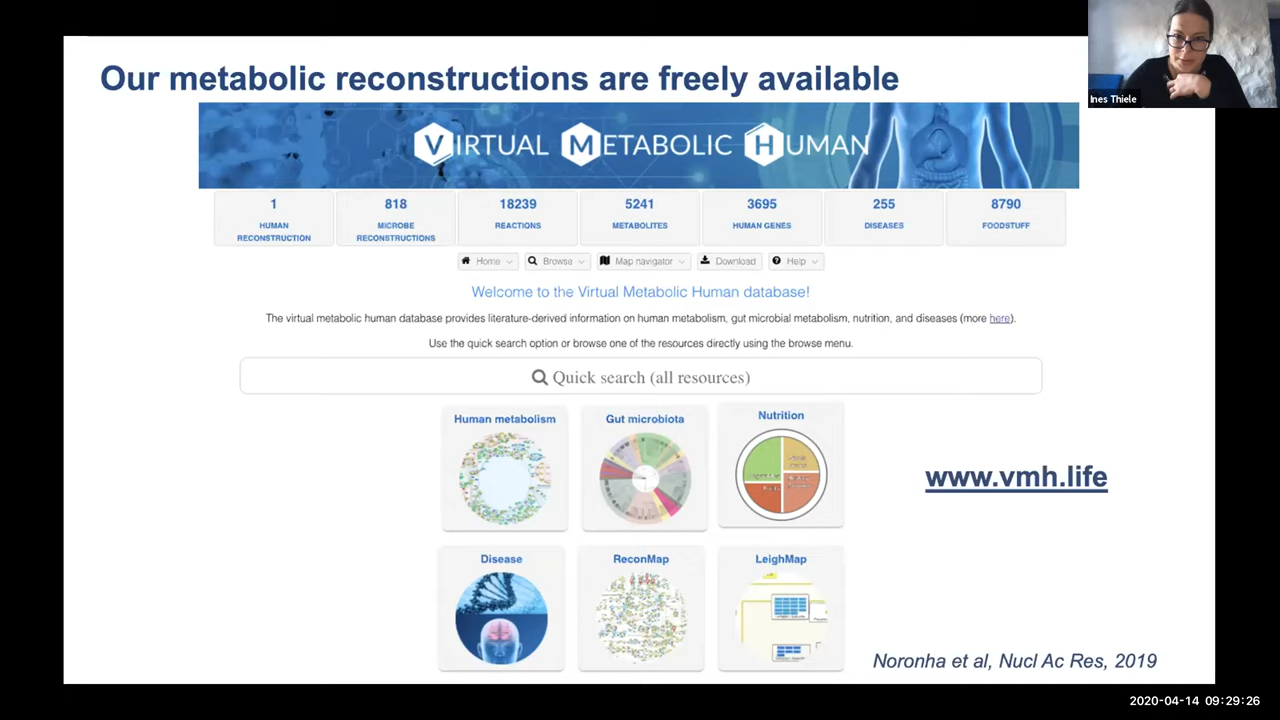 Our metabolic reconstructions are freely available
Ines Thiele
VIRTUAL METABOLIC HUMAN
1
HUMAN
RECONSTRUCTION
818
MICROBE
RECONSTRUCTIONS
18239
REACTIONS
5241
METABOLITES
3695
HUMAN GENES
255
DISEASES
8790
FOODSTUFF
Home
Browse
Map navigator
Download
Help
Welcome to the Virtual Metabolic Human database!
The virtual metabolic human database provides literature-derived information on human metabolism, gut microbial metabolism, nutrition, and diseases (more here).
Use the quick search option or browse one of the resources directly using the browse menu.
Quick search (all resources)
Human metabolism
Gut microbiota
Nutrition
www.vmh.life
Disease
ReconMap
LeighMap
Noronha et al, Nucl Ac Res, 2019
2020-04-14 09:29:26